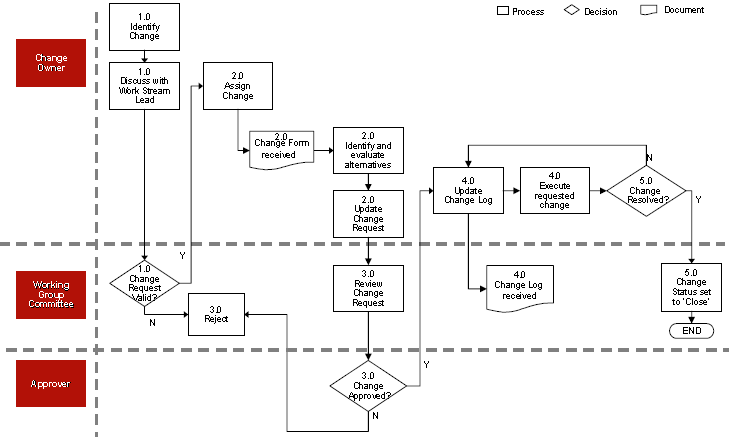 Process
Decision
Document
Change
Owner
1.0
Identify
Change
1.0
Discuss with
Work Stream
Lead
2.0
Assign
Change
2.0
Change Form
received
2.0
Identify and
evaluate
alternatives
2.0
Update
Change
Request
4.0
Update
Change Log
4.0
Execute
requested
change
5.0
Change
Resolved?
N
Y
Y
Working
Group
Committee
1.0
Change
Request
Valid?
N
3.0
Reject
3.0
Review
Change
Request
4.0
Change Log
received
5.0
Change
Status set
to 'Close'
END
Approver
3.0
Change
Approved?
Y
N